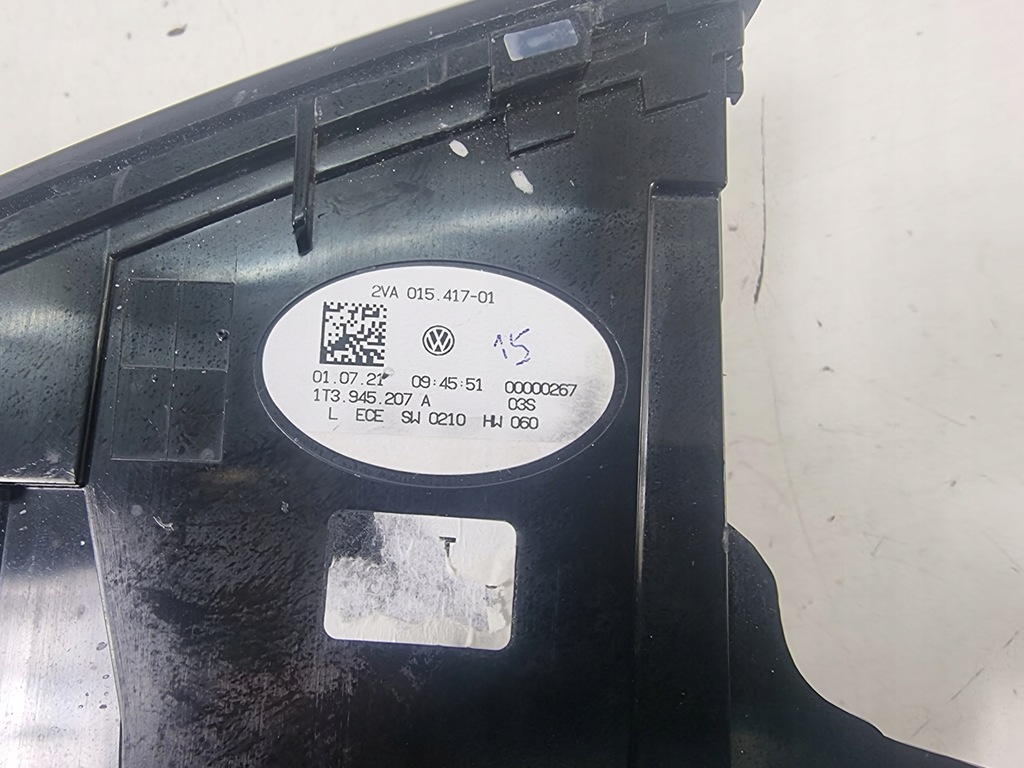 2VA 015.417-01
15
01.07.21 09:45:51 00000267
1T3.945.207 A 03S
L ECE SW 0210 HW 060
T